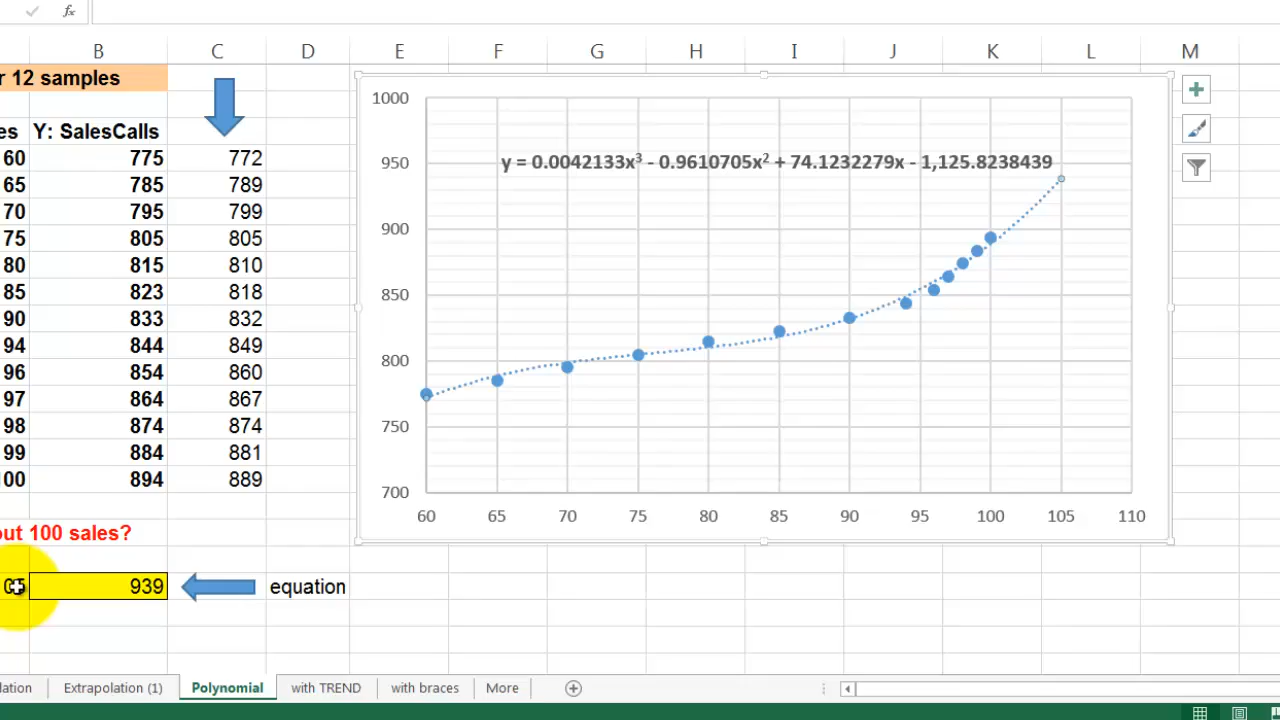 fx
B C D E F G H I J K L M
r 12 samples
es Y: SalesCalls
60 775 772
65 785 789
70 795 799
75 805 805
80 815 810
85 823 818
90 833 832
94 844 849
96 854 860
97 864 867
98 874 874
99 884 881
100 894 889
out 100 sales?
05 939 equation
1000
950
900
850
800
750
700
y = 0.0042133x³ - 0.9610705x² + 74.1232279x - 1,125.8238439
60 65 70 75 80 85 90 95 100 105 110
lation Extrapolation (1) Polynomial with TREND with braces More